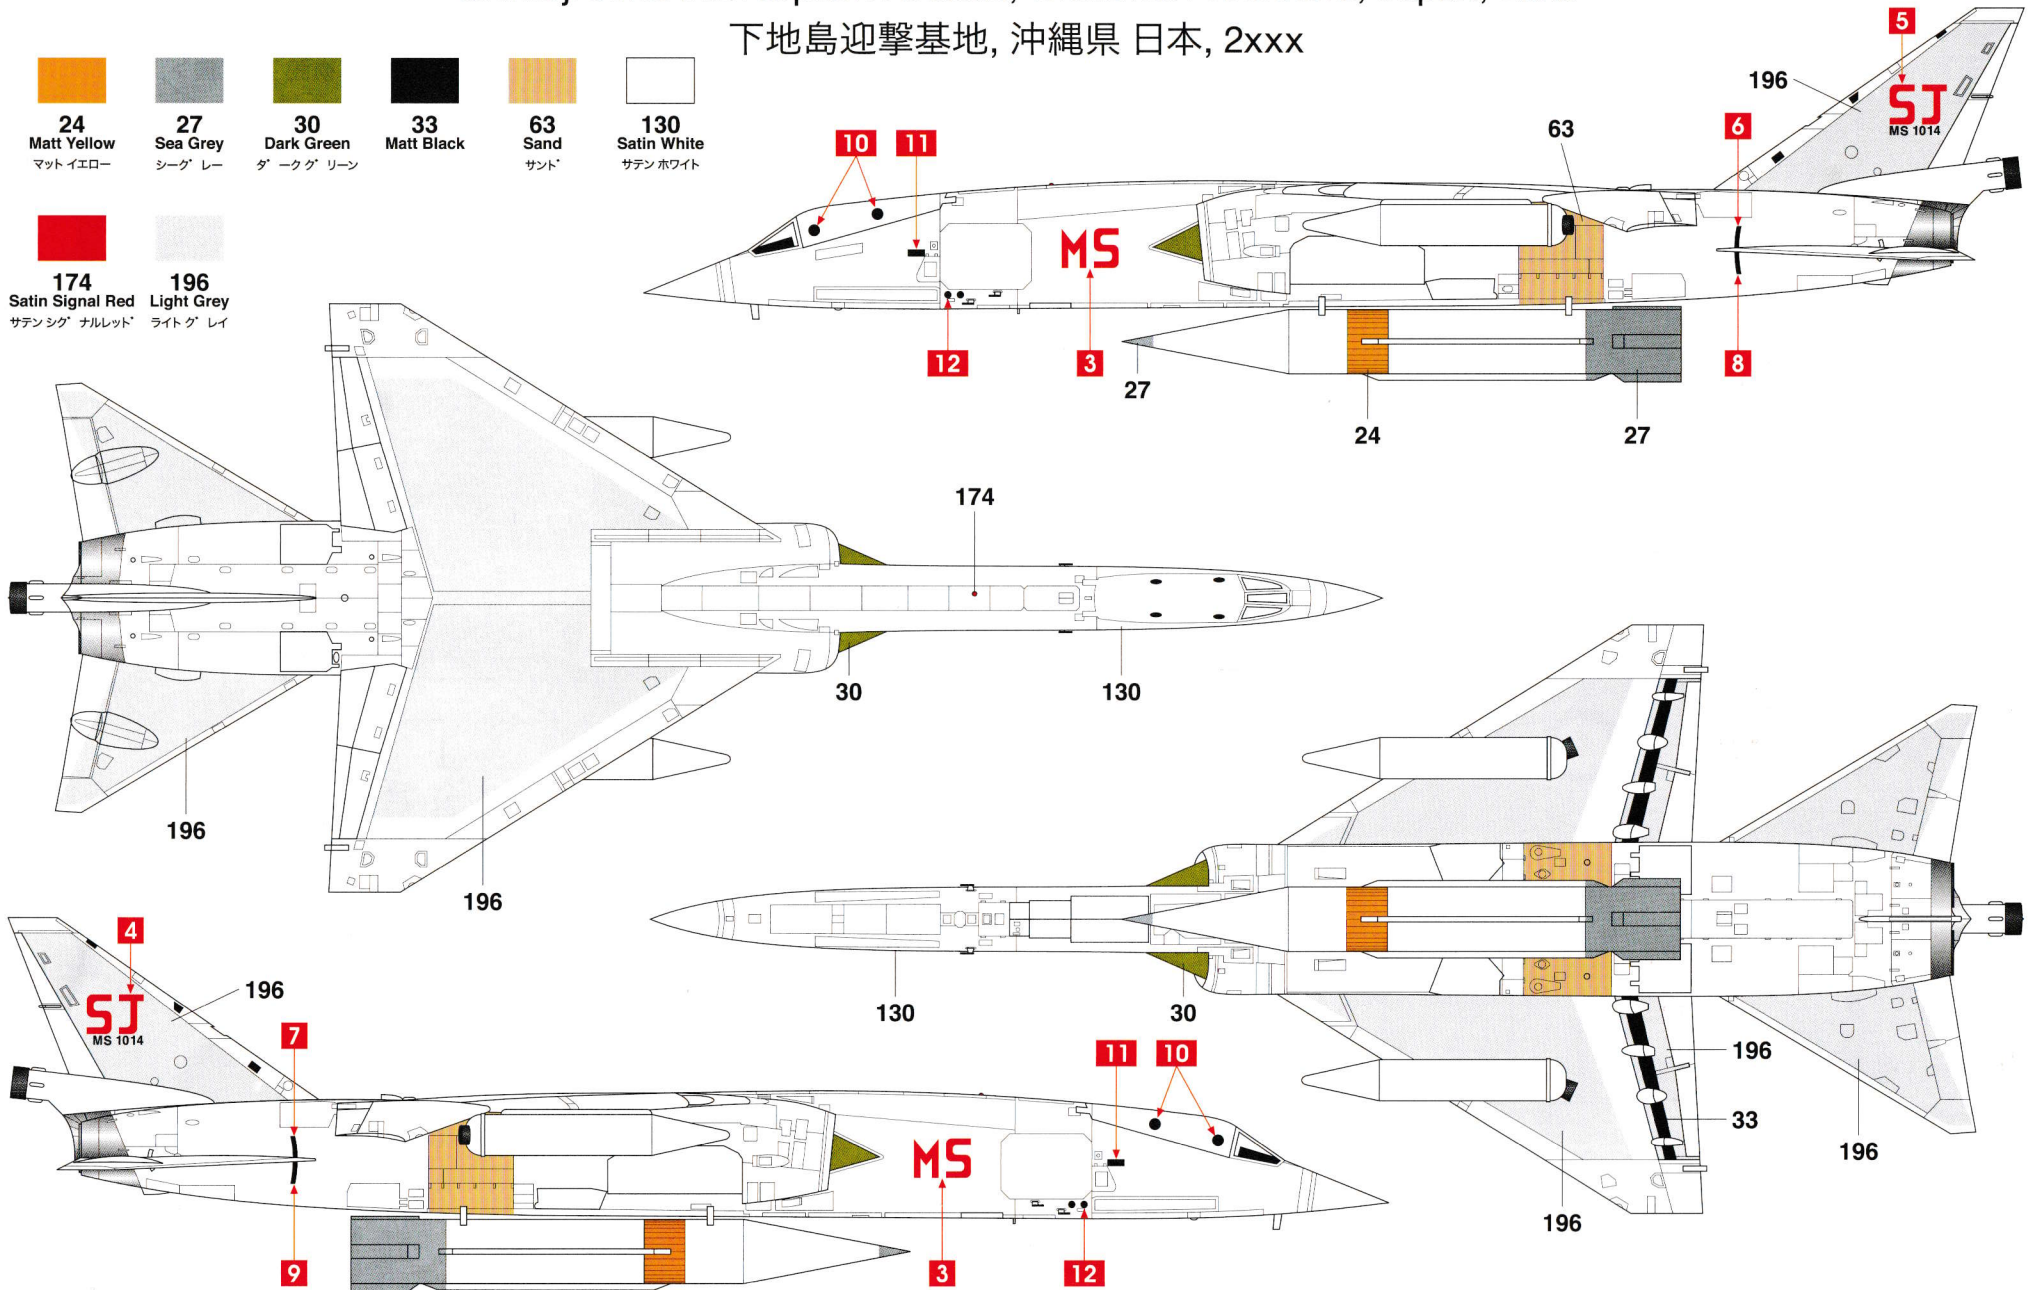 下地島迎撃基地, 沖縄県 日本, 2xxx
24
Matt Yellow
マット イエロー
27
Sea Grey
シーグレー
30
Dark Green
ダークグリーン
33
Matt Black
63
Sand
サンド
130
Satin White
サテン ホワイト
174
Satin Signal Red
サテン シグナルレッド
196
Light Grey
ライトグレイ
5
196
SJ
MS 1014
63
6
10
11
MS
12
3
27
24
27
8
174
30
130
196
196
4
196
SJ
MS 1014
7
9
130
30
196
33
196
196
11
10
MS
3
12